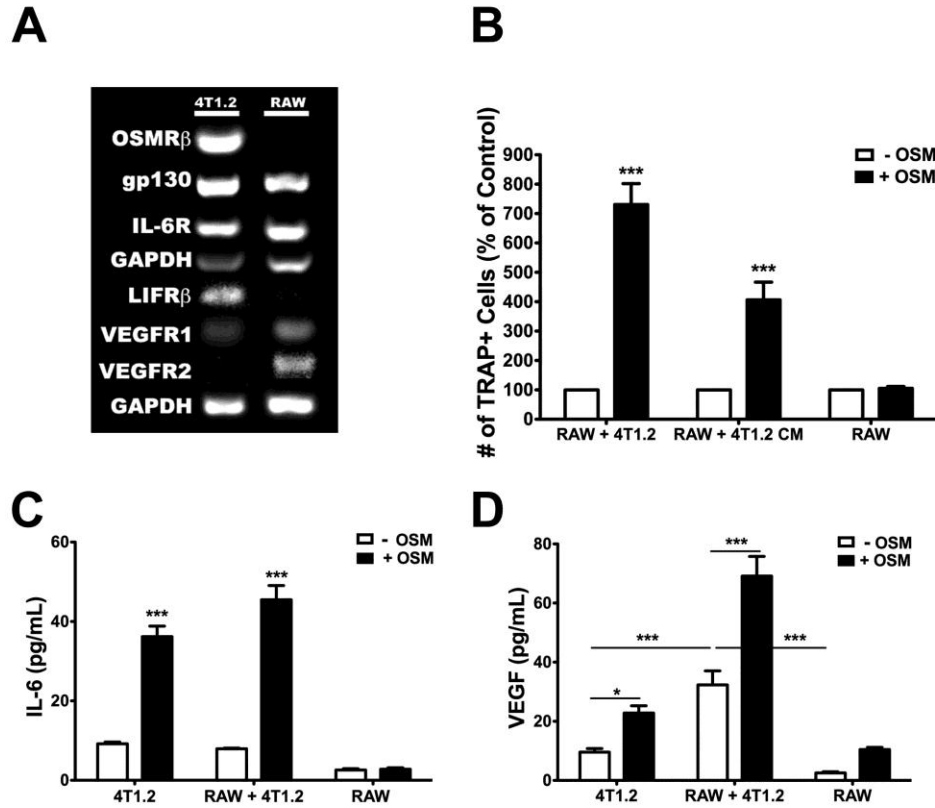 A
4T1.2 RAW
OSMRβ
gp130
IL-6R
GAPDH
LIFRβ
VEGFR1
VEGFR2
GAPDH
B
# of TRAP+ Cells (% of Control)
900
800
700
600
500
400
300
200
100
0
*** ***
- OSM
+ OSM
RAW + 4T1.2 RAW + 4T1.2 CM RAW
C
IL-6 (pg/mL)
60
40
20
0
*** ***
- OSM
+ OSM
4T1.2 RAW + 4T1.2 RAW
D
VEGF (pg/mL)
80
60
40
20
0
***
*** ***
*
- OSM
+ OSM
4T1.2 RAW + 4T1.2 RAW